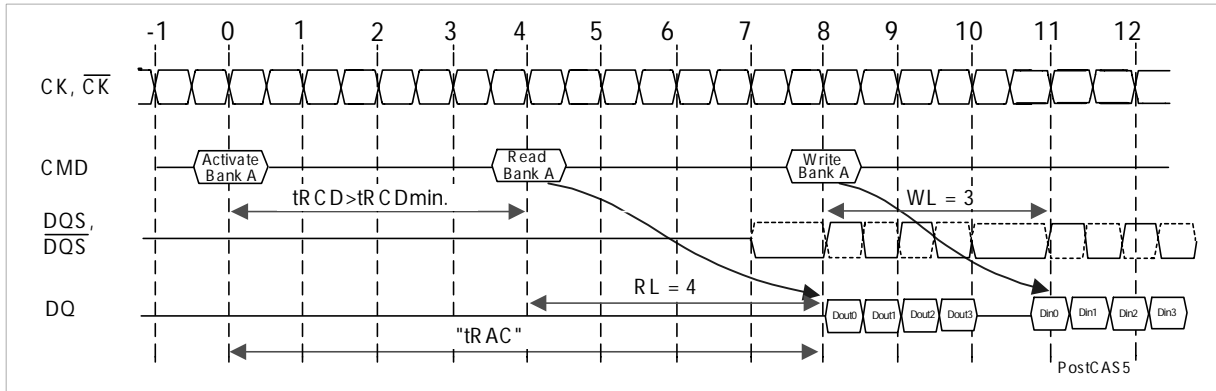 -1 0 1 2 3 4 5 6 7 8 9 10 11 12
CK, CK
CMD
Activate
Bank A
Read
Bank A
Write
Bank A
tRCD>tRCDmin.
WL = 3
DQS,
DQS
RL = 4
DQ
Dout0 Dout1 Dout2 Dout3
Din0 Din1 Din2 Din3
"tRAC"
PostCAS5